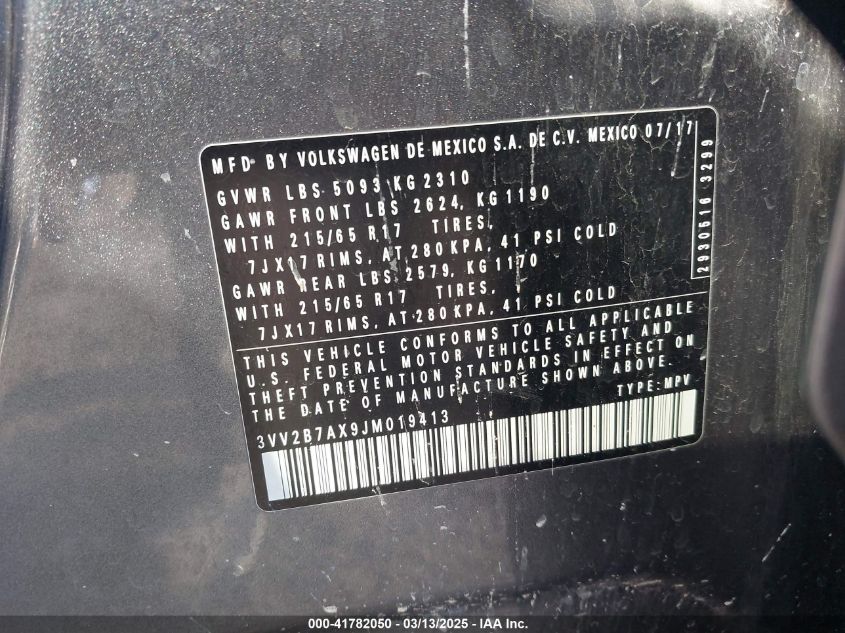 MFD BY VOLKSWAGEN DE MEXICO S.A. DE C.V. MEXICO 07/17
GVWR LBS 5093 KG 2310
GAWR FRONT LBS 2624, KG 1190
WITH 215/65 R17 TIRES,
7JX17 RIMS, AT 280 KPA, 41 PSI COLD
GAWR REAR LBS 2579, KG 1170
WITH 215/65 R17 TIRES,
7JX17 RIMS, AT 280 KPA, 41 PSI COLD
2930516 3299
THIS VEHICLE CONFORMS TO ALL APPLICABLE
U.S. FEDERAL MOTOR VEHICLE SAFETY AND
THEFT PREVENTION STANDARDS IN EFFECT ON
THE DATE OF MANUFACTURE SHOWN ABOVE.
TYPE: MPV
3VV2B7AX9JM019413
000-41782050 - 03/13/2025 - IAA Inc.